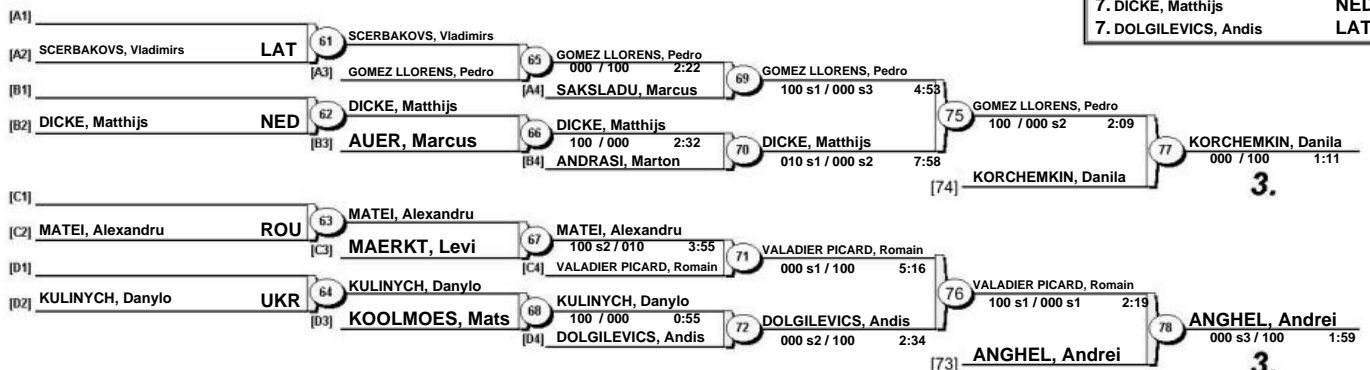 7. DICKE, Matthijs NED
7. DOLGILEVICS, Andis LAT
[A1]
[A2] SCERBAKOVS, Vladimirs LAT
61
SCERBAKOVS, Vladimirs
[A3] GOMEZ LLORENS, Pedro
65
GOMEZ LLORENS, Pedro
000 / 100 2:22
[A4] SAKSLADU, Marcus
69
GOMEZ LLORENS, Pedro
100 s1 / 000 s3 4:53
[B1]
[B2] DICKE, Matthijs NED
62
DICKE, Matthijs
[B3] AUER, Marcus
66
DICKE, Matthijs
100 / 000 2:32
[B4] ANDRASI, Marton
70
DICKE, Matthijs
010 s1 / 000 s2 7:58
75
GOMEZ LLORENS, Pedro
100 / 000 s2 2:09
[74] KORCHEMKIN, Danila
77
KORCHEMKIN, Danila
000 / 100 1:11
3.
[C1]
[C2] MATEI, Alexandru ROU
63
MATEI, Alexandru
[C3] MAERKT, Levi
67
MATEI, Alexandru
100 s2 / 010 3:55
[C4] VALADIER PICARD, Romain
71
VALADIER PICARD, Romain
000 s1 / 100 5:16
[D1]
[D2] KULINYCH, Danylo UKR
64
KULINYCH, Danylo
[D3] KOOLMOES, Mats
68
KULINYCH, Danylo
100 / 000 0:55
[D4] DOLGILEVICS, Andis
72
DOLGILEVICS, Andis
000 s2 / 100 2:34
76
VALADIER PICARD, Romain
100 s1 / 000 s1 2:19
[73] ANGHEL, Andrei
78
ANGHEL, Andrei
000 s3 / 100 1:59
3.